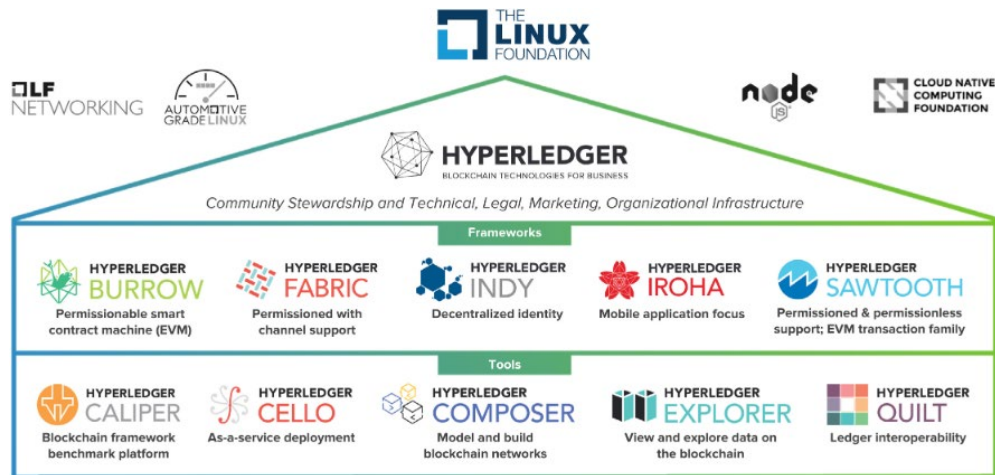 THE
LINUX
FOUNDATION
LF
NETWORKING
AUTOMOTIVE
GRADE LINUX
node
JS
CLOUD NATIVE
COMPUTING
FOUNDATION
HYPERLEDGER
BLOCKCHAIN TECHNOLOGIES FOR BUSINESS
Community Stewardship and Technical, Legal, Marketing, Organizational Infrastructure
Frameworks
HYPERLEDGER
BURROW
Permissionable smart
contract machine (EVM)
HYPERLEDGER
FABRIC
Permissioned with
channel support
HYPERLEDGER
INDY
Decentralized identity
HYPERLEDGER
IROHA
Mobile application focus
HYPERLEDGER
SAWTOOTH
Permissioned & permissionless
support; EVM transaction family
Tools
HYPERLEDGER
CALIPER
Blockchain framework
benchmark platform
HYPERLEDGER
CELLO
As-a-service deployment
HYPERLEDGER
COMPOSER
Model and build
blockchain networks
HYPERLEDGER
EXPLORER
View and explore data on
the blockchain
HYPERLEDGER
QUILT
Ledger interoperability